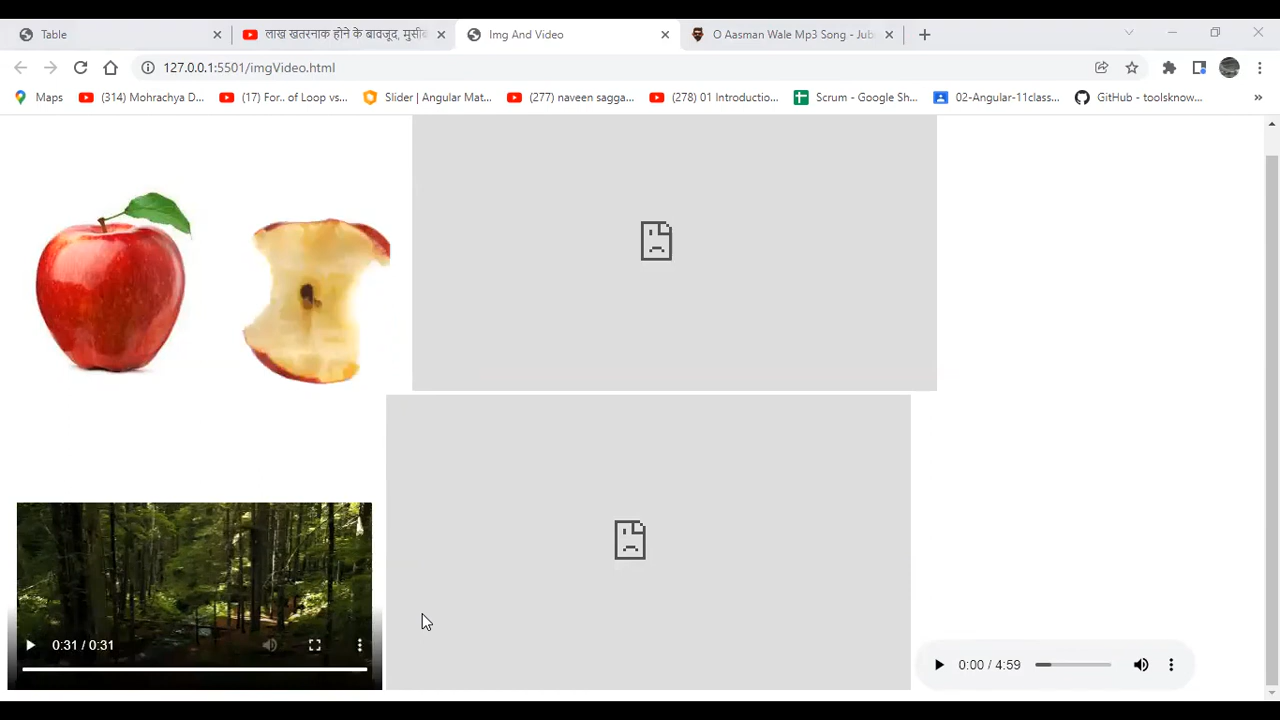 Table
लाख खतरनाक होने के बावजूद, मुसीब
Img And Video
O Aasman Wale Mp3 Song - Jub
127.0.0.1:5501/imgVideo.html
Maps
(314) Mohrachya D...
(17) For.. of Loop vs...
Slider | Angular Mat...
(277) naveen sagga...
(278) 01 Introductio...
Scrum - Google Sh...
02-Angular-11class...
GitHub - toolsknow...
»
0:31 / 0:31
0:00 / 4:59